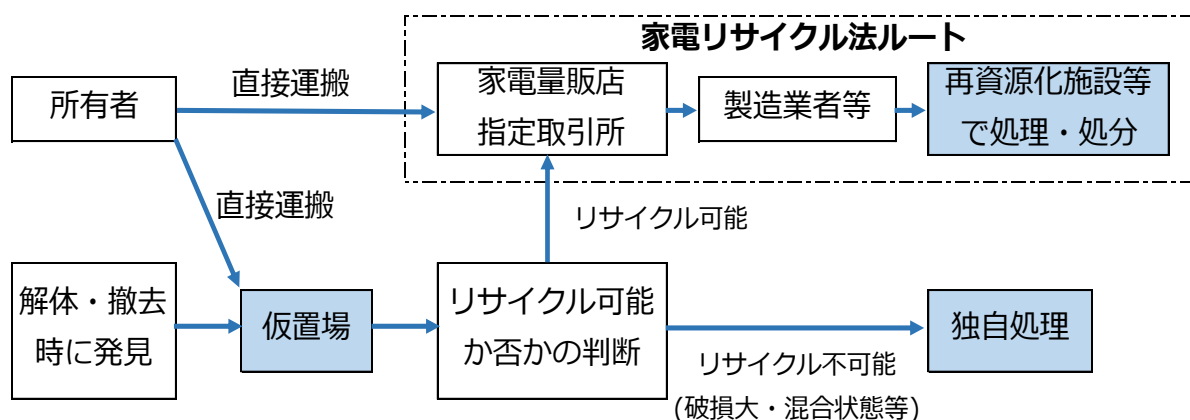 家電リサイクル法ルート
所有者
直接運搬
家電量販店
指定取引所
製造業者等
再資源化施設等
で処理・処分
直接運搬
リサイクル可能
解体・撤去
時に発見
仮置場
リサイクル可能
か否かの判断
リサイクル不可能
(破損大・混合状態等)
独自処理